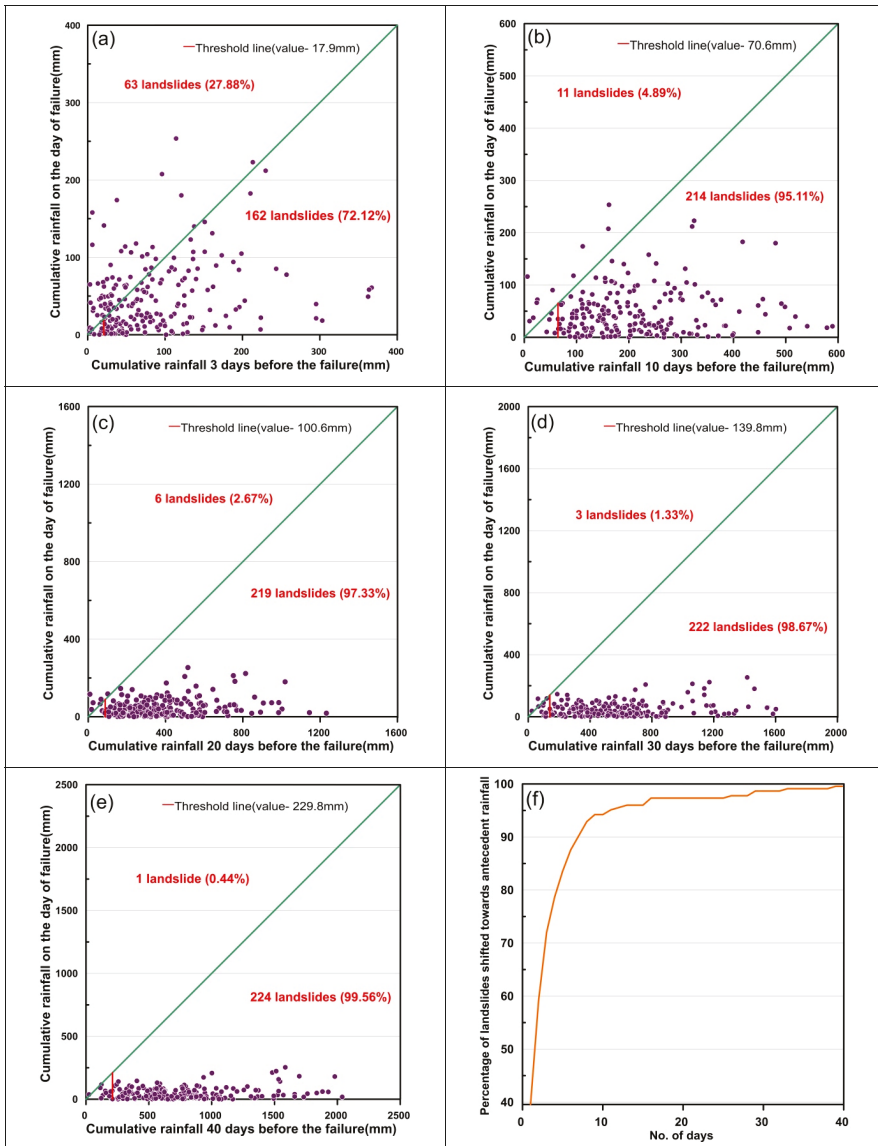 400
(a)
Threshold line(value- 17.9mm)
63 landslides (27.88%)
300
200
162 landslides (72.12%)
100
0
0
100
200
300
400
Cumulative rainfall on the day of failure(mm)
Cumulative rainfall 3 days before the failure(mm)
600
(b)
Threshold line(value- 70.6mm)
500
11 landslides (4.89%)
400
300
214 landslides (95.11%)
200
100
0
0
100
200
300
400
500
600
Cumulative rainfall on the day of failure(mm)
Cumulative rainfall 10 days before the failure(mm)
1600
(c)
Threshold line(value- 100.6mm)
1200
6 landslides (2.67%)
800
219 landslides (97.33%)
400
0
0
400
800
1200
1600
Cumulative rainfall on the day of failure(mm)
Cumulative rainfall 20 days before the failure(mm)
2000
(d)
Threshold line(value- 139.8mm)
1600
3 landslides (1.33%)
1200
800
222 landslides (98.67%)
400
0
0
400
800
1200
1600
2000
Cumulative rainfall on the day of failure(mm)
Cumulative rainfall 30 days before the failure(mm)
2500
(e)
Threshold line(value- 229.8mm)
2000
1 landslide (0.44%)
1500
1000
224 landslides (99.56%)
500
0
0
500
1000
1500
2000
2500
Cumulative rainfall on the day of failure(mm)
Cumulative rainfall 40 days before the failure(mm)
100
(f)
90
80
70
60
50
40
0
10
20
30
40
Percentage of landslides shifted towards antecedent rainfall
No. of days